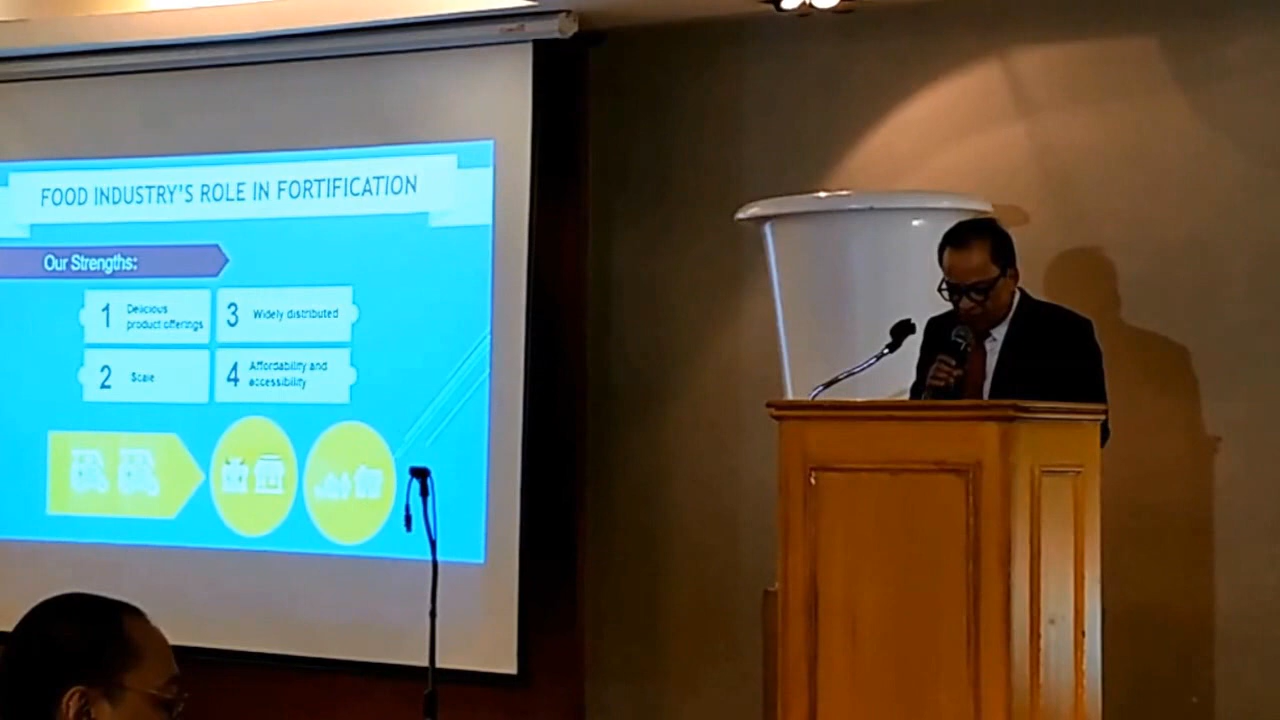 FOOD INDUSTRY'S ROLE IN FORTIFICATION
Our Strengths:
1
Delicious
product offerings
3
Widely distributed
2
Scale
4
Affordability and
accessibility